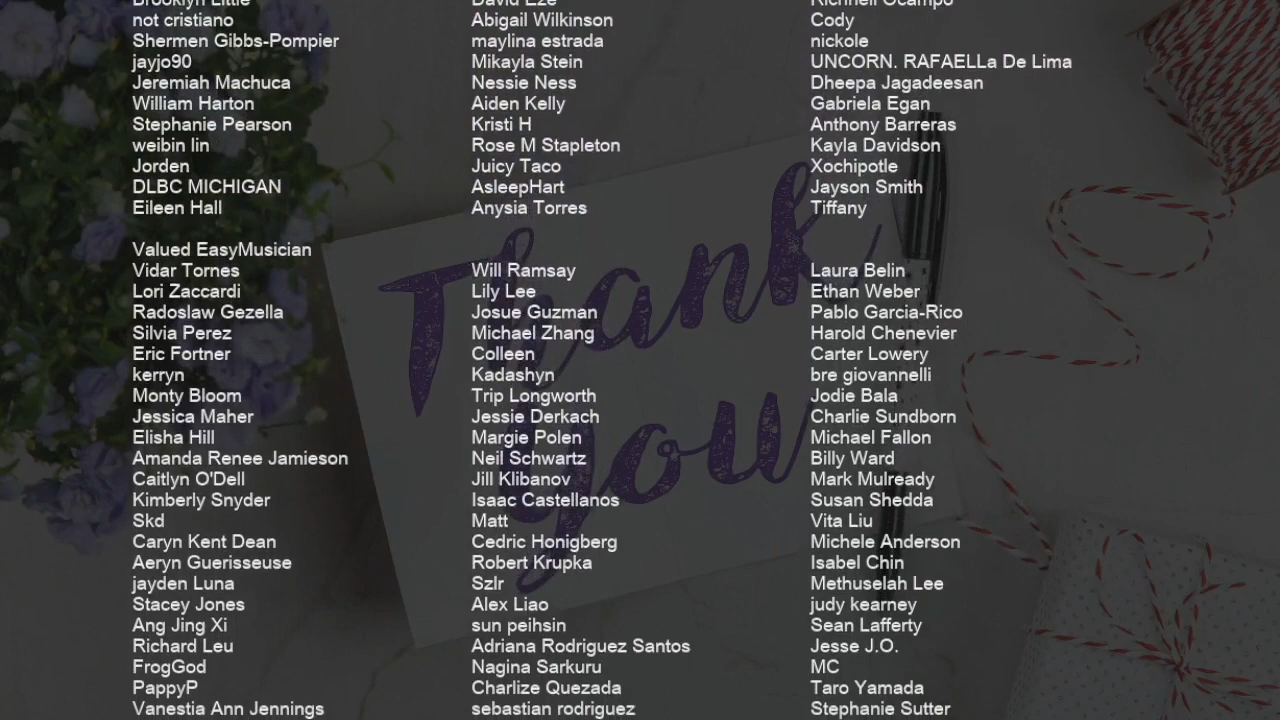 Brooklyn Little
David Eze
Richnell Ocampo
not cristiano
Abigail Wilkinson
Cody
Shermen Gibbs-Pompier
maylina estrada
nickole
jayjo90
Mikayla Stein
UNCORN. RAFAELLa De Lima
Jeremiah Machuca
Nessie Ness
Dheepa Jagadeesan
William Harton
Aiden Kelly
Gabriela Egan
Stephanie Pearson
Kristi H
Anthony Barreras
weibin lin
Rose M Stapleton
Kayla Davidson
Jorden
Juicy Taco
Xochipotle
DLBC MICHIGAN
AsleepHart
Jayson Smith
Eileen Hall
Anysia Torres
Tiffany
Valued EasyMusician
Vidar Tornes
Will Ramsay
Laura Belin
Lori Zaccardi
Lily Lee
Ethan Weber
Radoslaw Gezella
Josue Guzman
Pablo Garcia-Rico
Silvia Perez
Michael Zhang
Harold Chenevier
Eric Fortner
Colleen
Carter Lowery
kerryn
Kadashyn
bre giovannelli
Monty Bloom
Trip Longworth
Jodie Bala
Jessica Maher
Jessie Derkach
Charlie Sundborn
Elisha Hill
Margie Polen
Michael Fallon
Amanda Renee Jamieson
Neil Schwartz
Billy Ward
Caitlyn O'Dell
Jill Klibanov
Mark Mulready
Kimberly Snyder
Isaac Castellanos
Susan Shedda
Skd
Matt
Vita Liu
Caryn Kent Dean
Cedric Honigberg
Michele Anderson
Aeryn Guerisseuse
Robert Krupka
Isabel Chin
jayden Luna
Szlr
Methuselah Lee
Stacey Jones
Alex Liao
judy kearney
Ang Jing Xi
sun peihsin
Sean Lafferty
Richard Leu
Adriana Rodriguez Santos
Jesse J.O.
FrogGod
Nagina Sarkuru
MC
PappyP
Charlize Quezada
Taro Yamada
Vanestia Ann Jennings
sebastian rodriguez
Stephanie Sutter
Thank
you